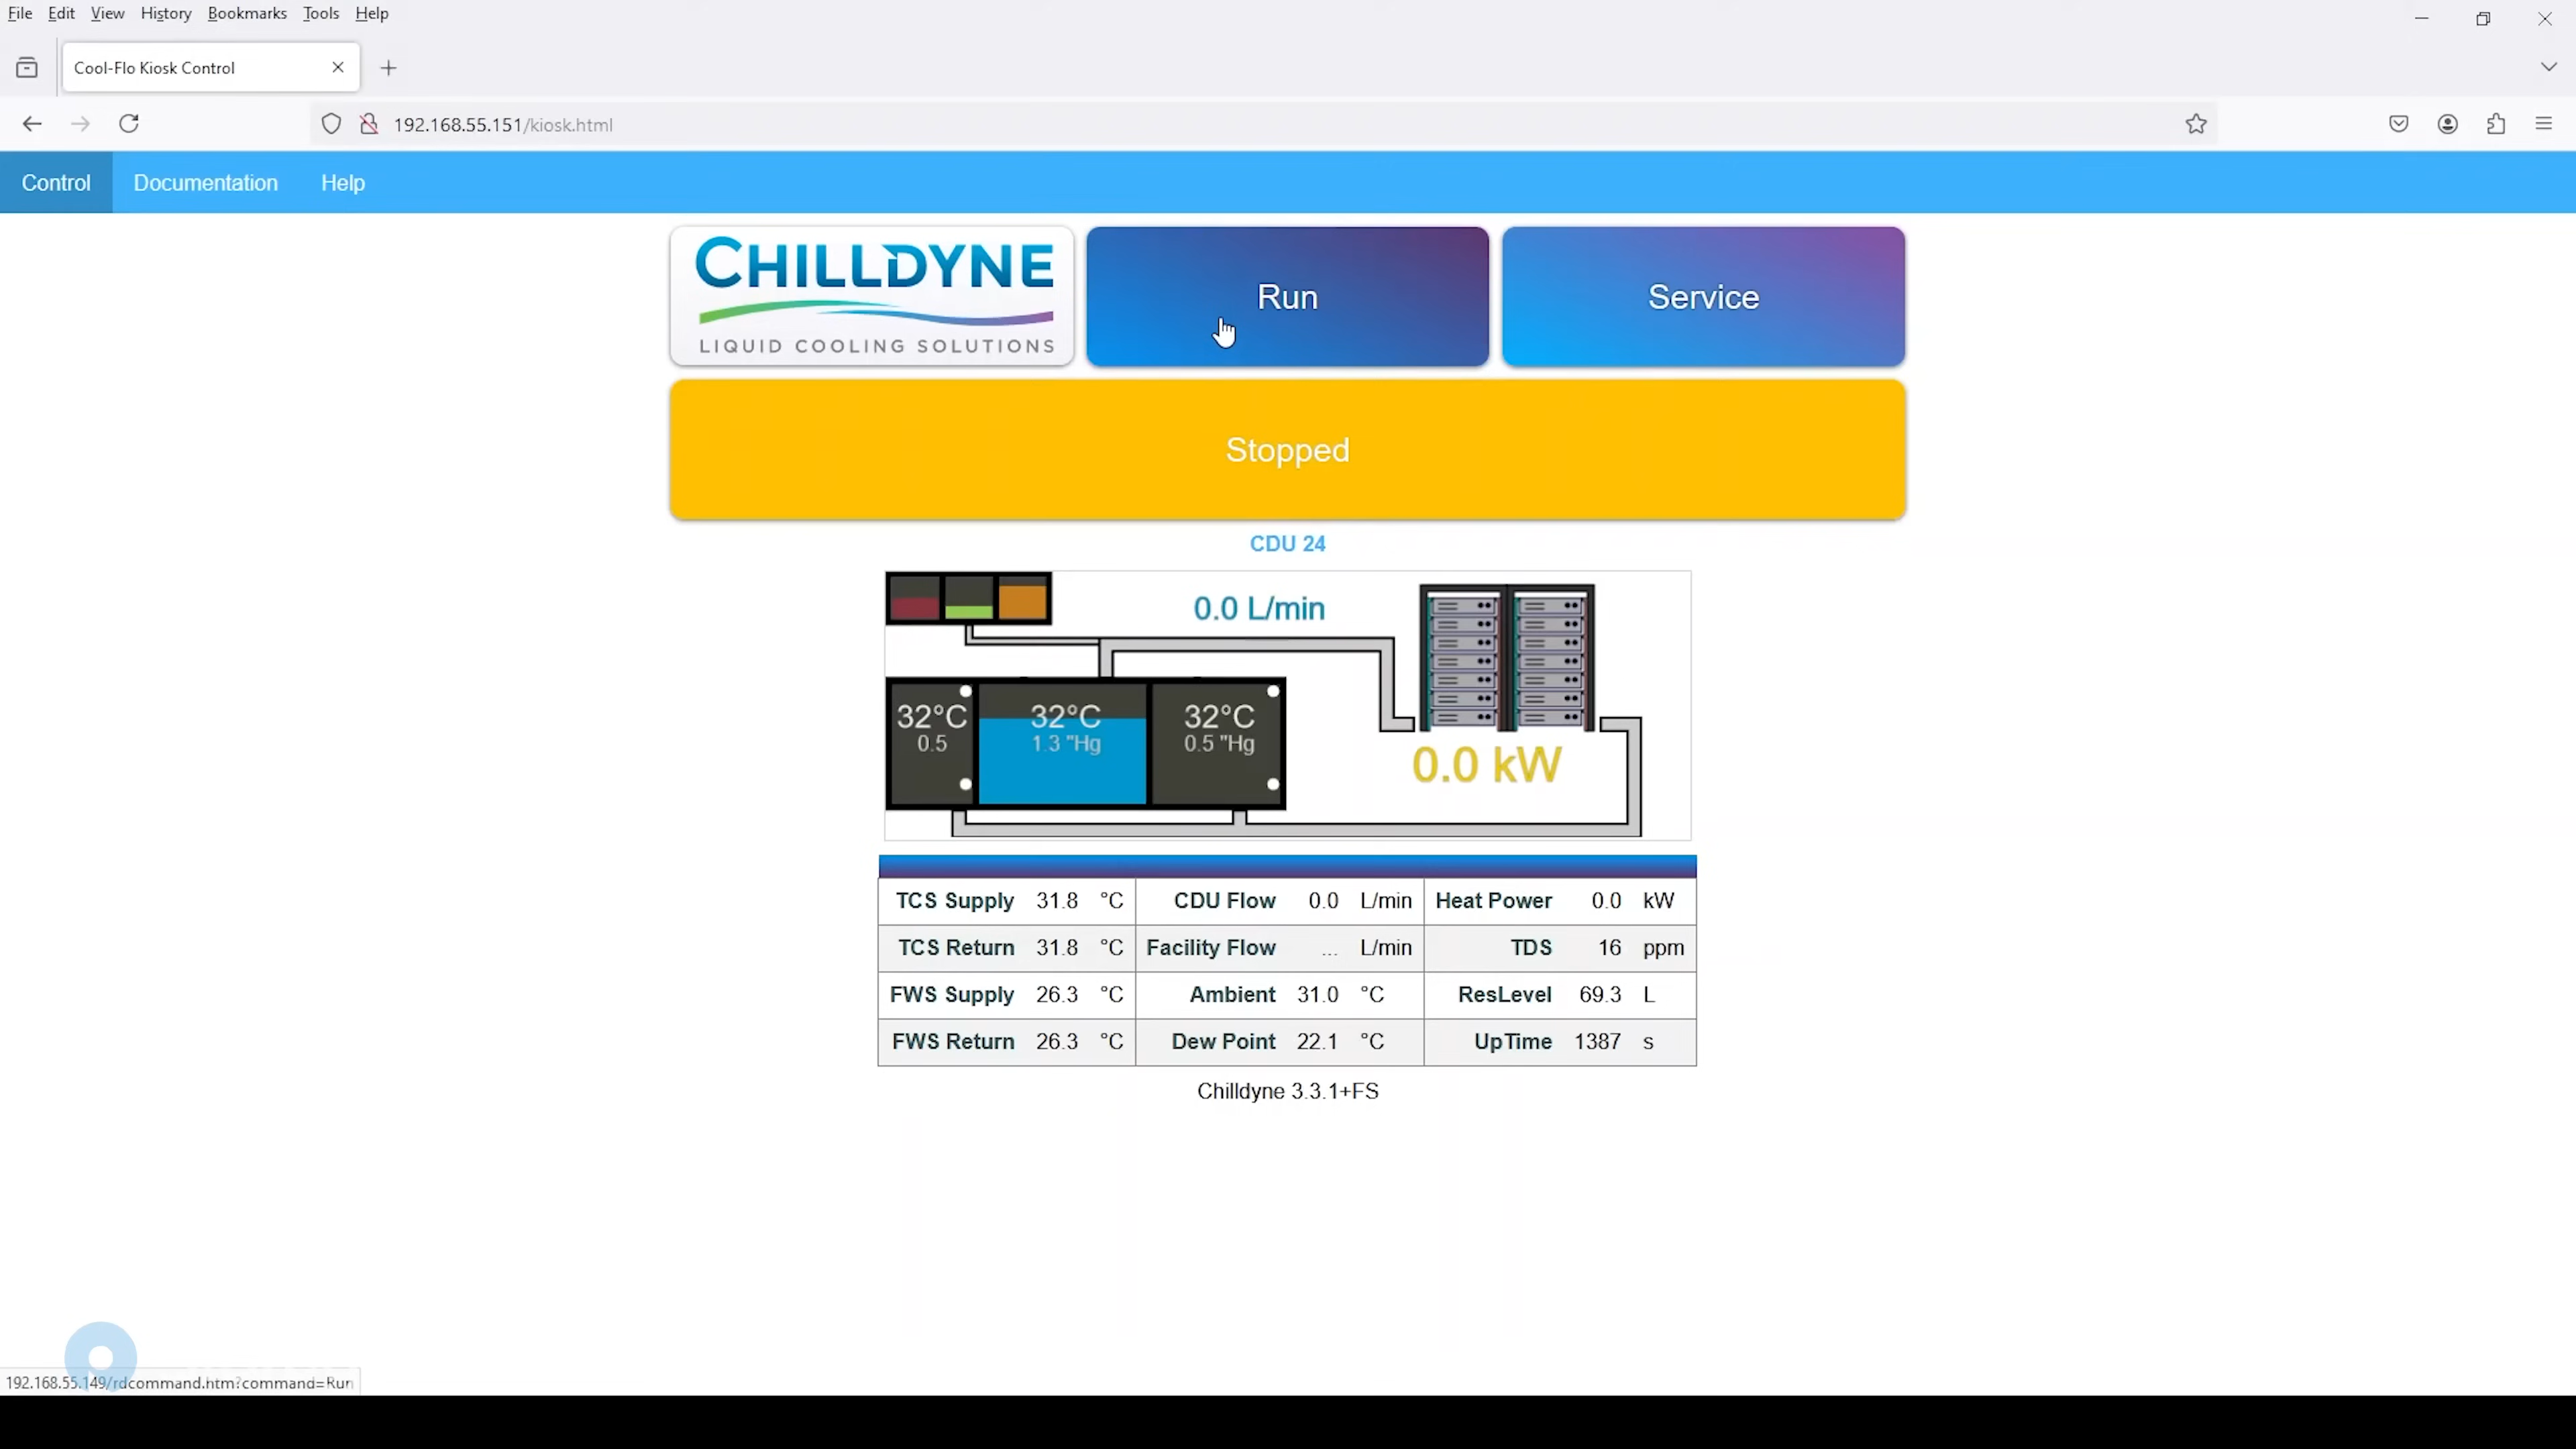 File Edit View History Bookmarks Tools Help
Cool-Flo Kiosk Control
192.168.55.151/kiosk.html
Control Documentation Help
CHILLDYNE
LIQUID COOLING SOLUTIONS
Run
Service
Stopped
CDU 24
0.0 L/min
32°C 32°C 32°C
0.5 1.3 "Hg 0.5 "Hg
0.0 kW
TCS Supply 31.8 °C CDU Flow 0.0 L/min Heat Power 0.0 kW
TCS Return 31.8 °C Facility Flow ... L/min TDS 16 ppm
FWS Supply 26.3 °C Ambient 31.0 °C ResLevel 69.3 L
FWS Return 26.3 °C Dew Point 22.1 °C UpTime 1387 s
Chilldyne 3.3.1+FS
192.168.55.149/rdcommand.htm?command=Run